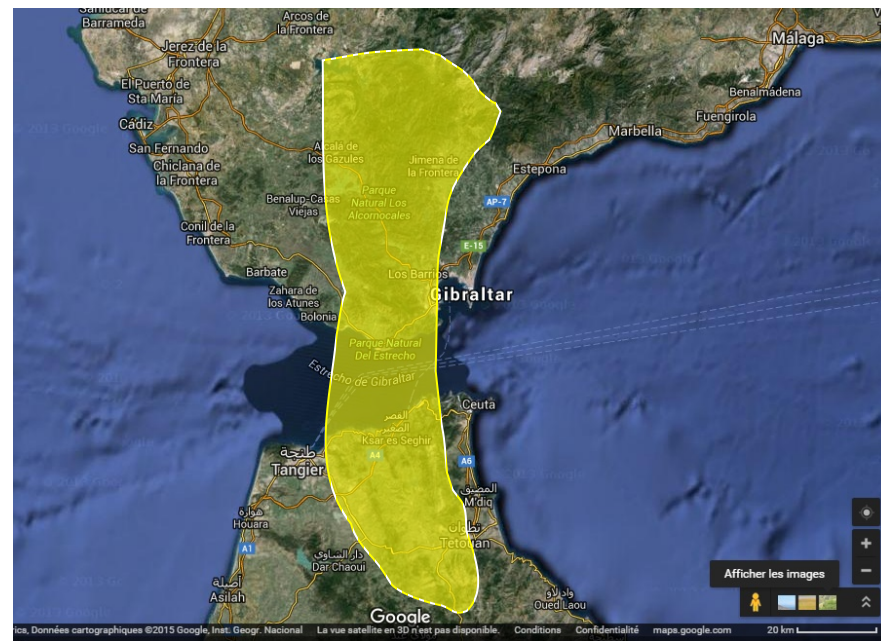 Sanlúcar de
Barrameda
Arcos de
la Frontera
Jerez de la
Frontera
Málaga
El Puerto de
Sta María
Benalmádena
Cádiz
Fuengirola
Marbella
San Fernando
Alcalá de
los Gazules
Jimena de
la Frontera
Chiclana de
la Frontera
Estepona
Parque
Natural Los
Alcornocales
Benalup-Casas
Viejas
AP-7
Conil de la
Frontera
E-15
Barbate
Los Barrios
Zahara de
los Atunes
Gibraltar
Bolonia
Parque Natural
Del Estrecho
Estrecho de Gibraltar
Ceuta
القصر
الصغير
Ksar es Seghir
طنجة
Tangier
A4
A6
المضيق
M'diq
هوارة
Houara
تطوان
Tetouan
A1
دار الشاوي
Dar Chaoui
أصيلة
Asilah
واد لاو
Oued Laou
Afficher les images
Google
rics, Données cartographiques ©2015 Google, Inst. Geogr. Nacional La vue satellite en 3D n'est pas disponible. Conditions Confidentialité maps.google.com 20 km